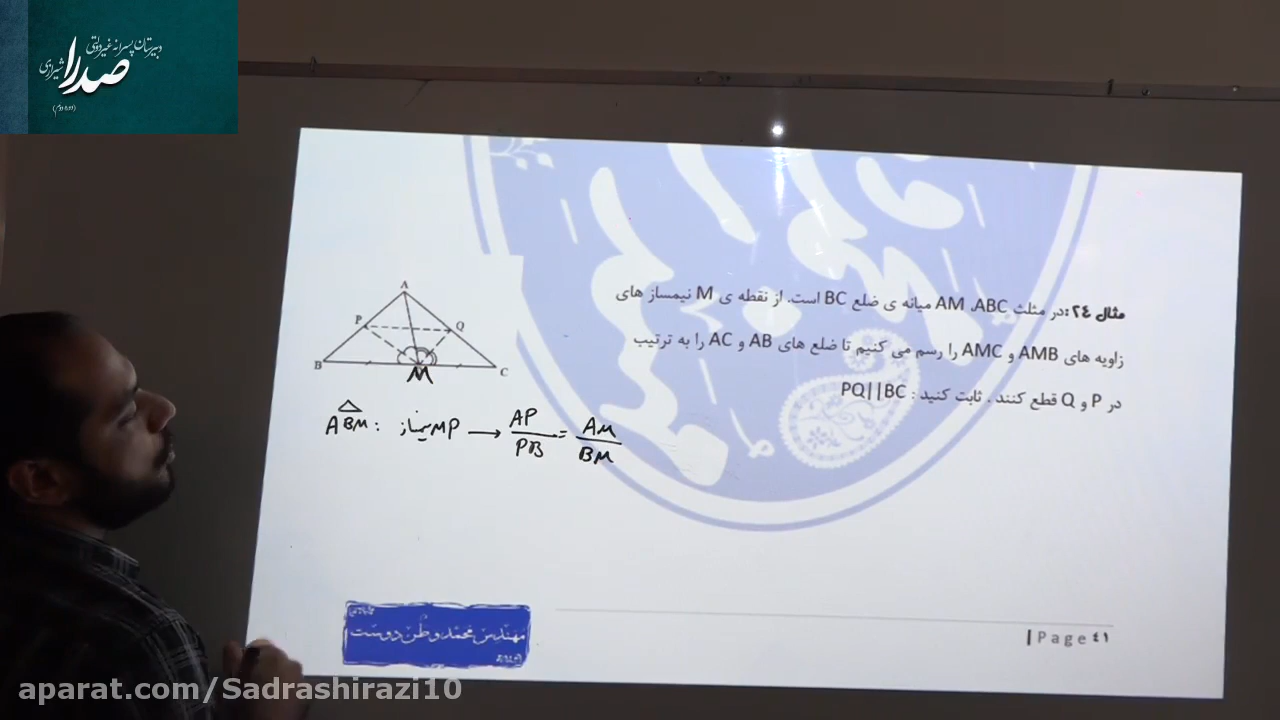 دبیرستان پسرانه غیردولتی
صدرا شیرازی
(دوره دوم)
مثال ٢٤ : در مثلث ABC، AM میانه ی ضلع BC است. از نقطه ی M نیمساز های
زاویه های AMB و AMC را رسم می کنیم تا ضلع های AB و AC را به ترتیب
در P و Q قطع کنند . ثابت کنید : PQ||BC
A
P
Q
B
M
C
ABM: نیمساز MP → AP/PB = AM/BM
مهندس محمد وطن دوست
| Page ٤١
aparat.com/Sadrashirazi10